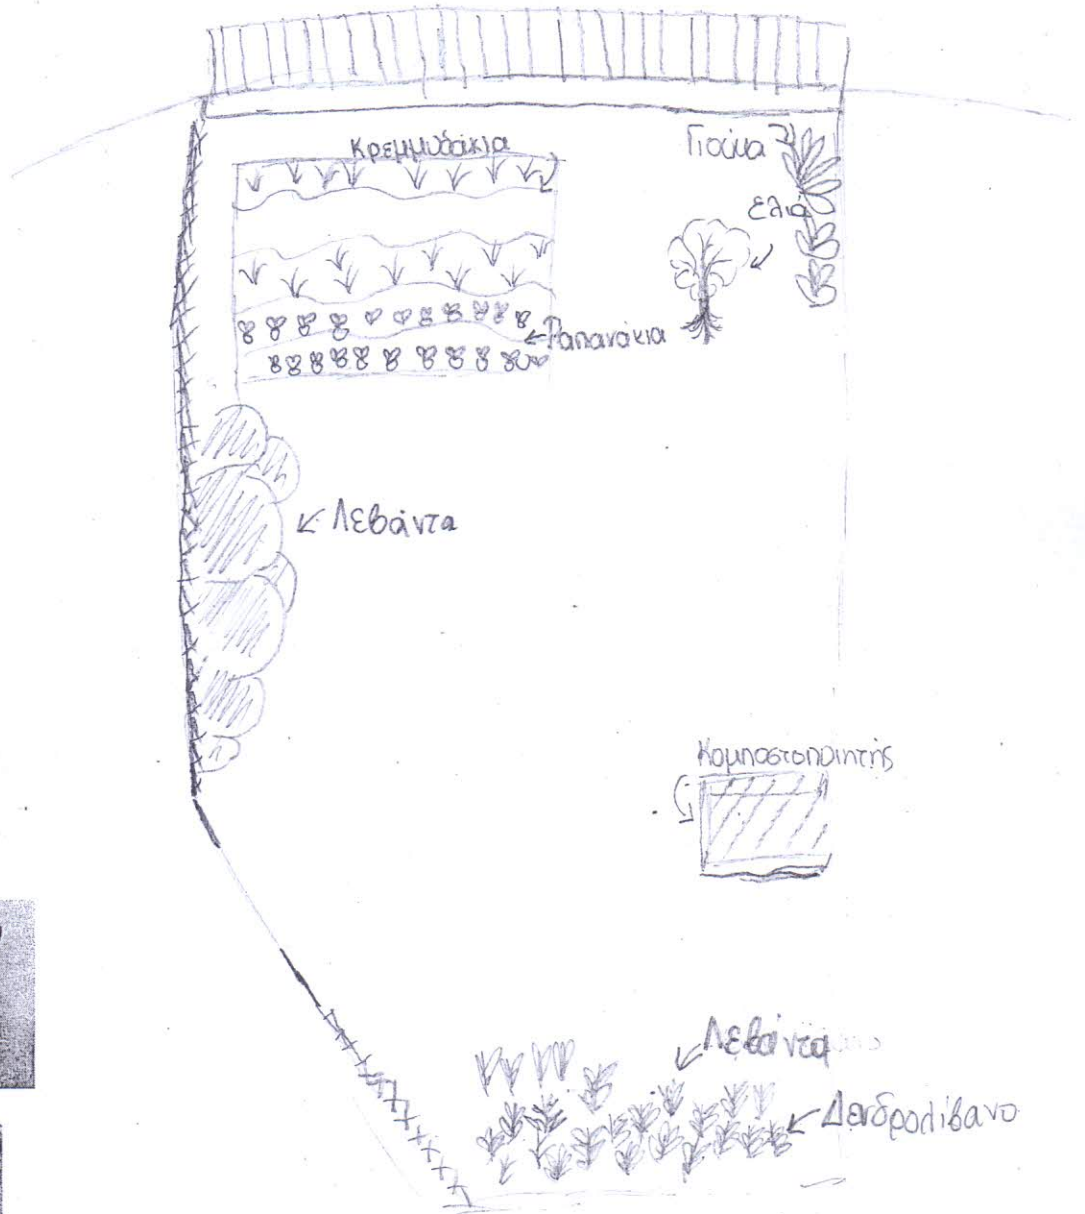 Κρεμμυδάκια
Γιούκα
Ελιά
Ραπανάκια
Λεβάντα
Κομποστοποιητής
Λεβάντα
Δενδρολίβανο